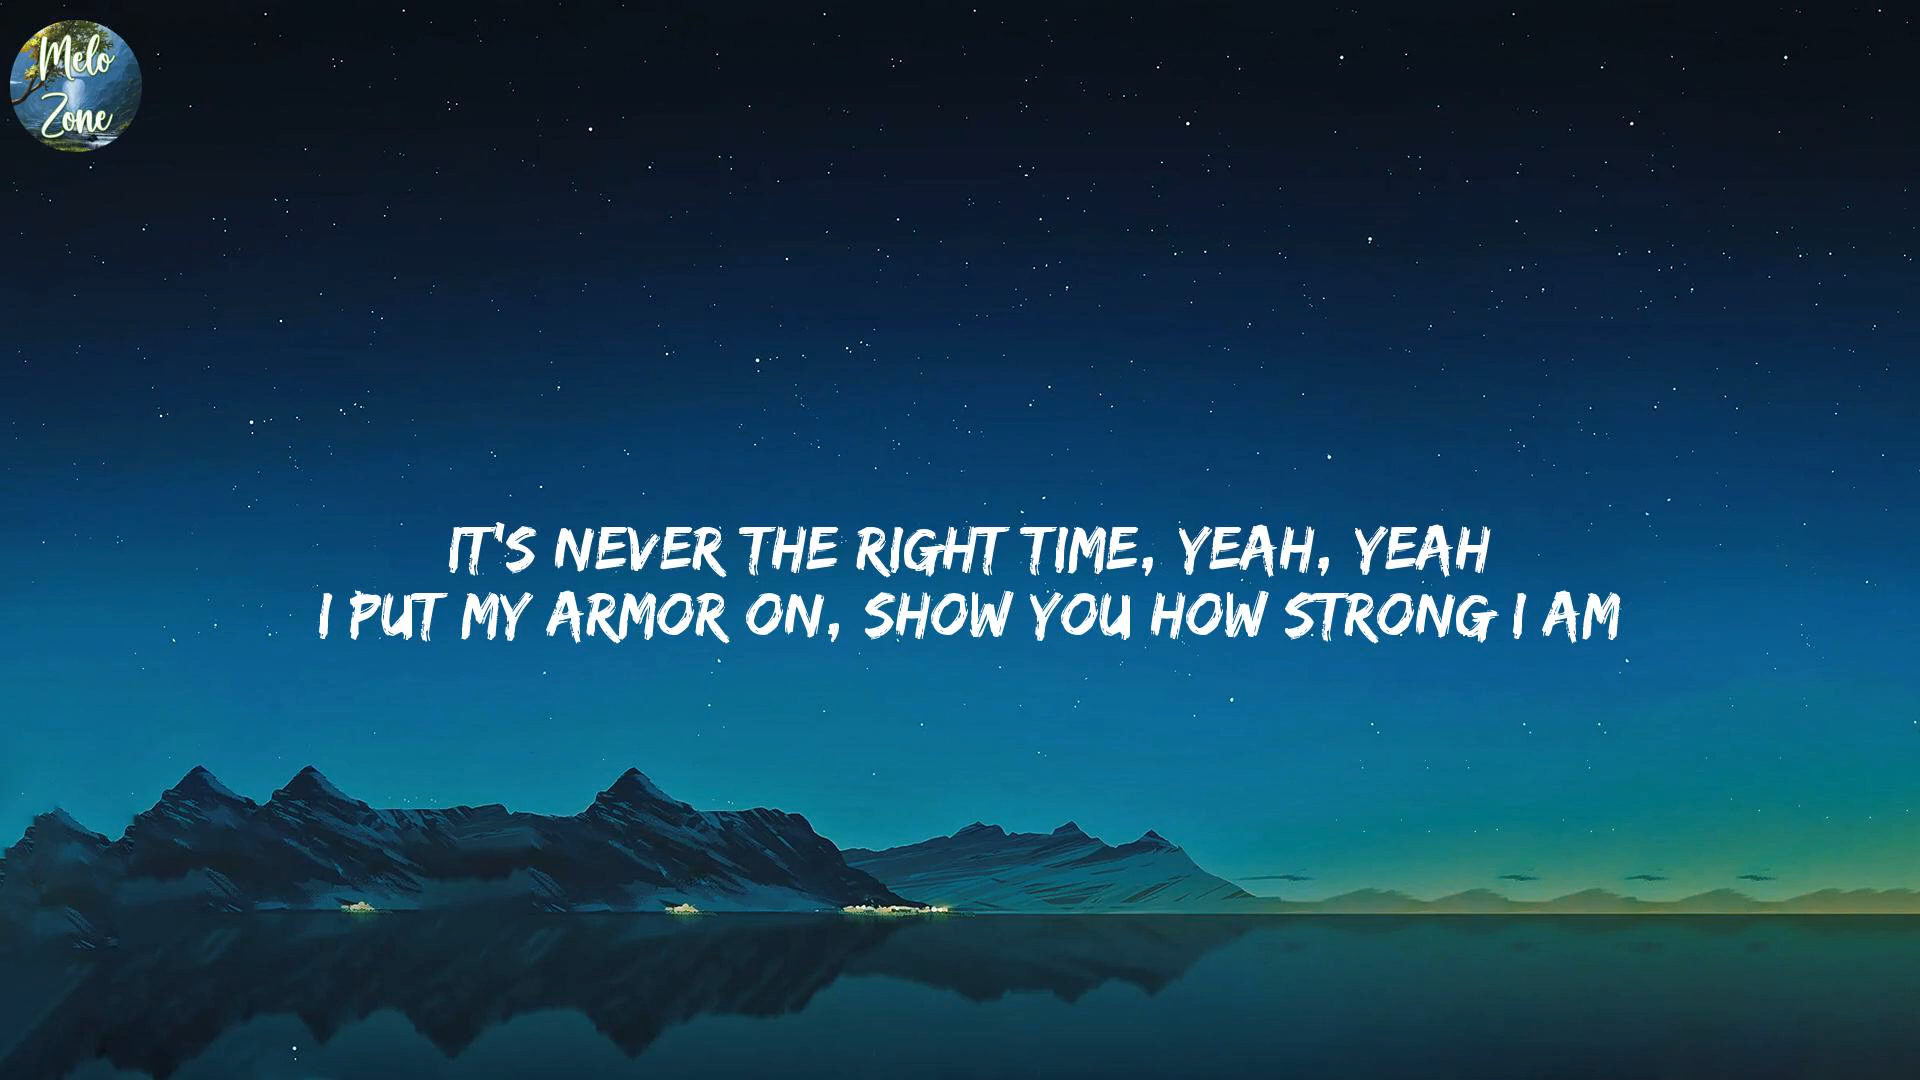 Melo
Zone
IT'S NEVER THE RIGHT TIME, YEAH, YEAH
I PUT MY ARMOR ON, SHOW YOU HOW STRONG I AM